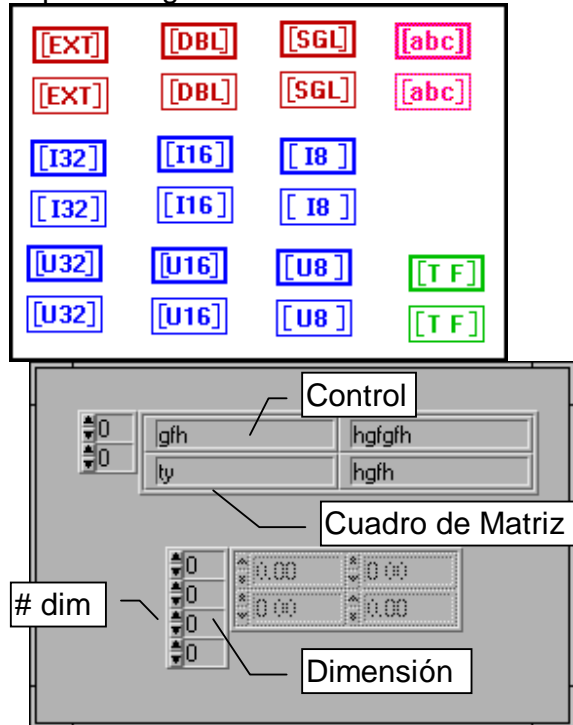 [EXT] [DBL] [SGL] [abc]
[EXT] [DBL] [SGL] [abc]
[I32] [I16] [ I8 ]
[ I32] [I16 ] [ I8 ]
[U32] [U16] [U8 ] [T F]
[U32] [U16] [U8 ] [T F]
Control
0 gfh hgfgfh
0 ty hgfh
Cuadro de Matriz
0 0.00 0.00
0 0.00 0.00
# dim
0
0
Dimensión